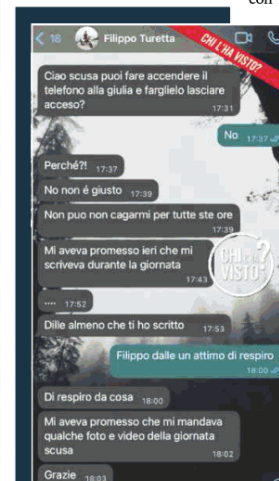 con
18
Filippo Turetta
CHI L'HA VISTO?
Ciao scusa puoi fare accendere il
telefono alla giulia e farglielo lasciare
acceso?
17:31
No 17:37
Perché?! 17:37
No non é giusto 17:39
Non puo non cagarmi per tutte ste ore
17:39
Mi aveva promesso ieri che mi
scriveva durante la giornata
17:43
CHI L'HA VISTO?
.... 17:52
Dille almeno che ti ho scritto 17:53
Filippo dalle un attimo di respiro
18:00
Di respiro da cosa 18:00
Mi aveva promesso che mi mandava
qualche foto e video della giornata
scusa
18:02
Grazie 18:03